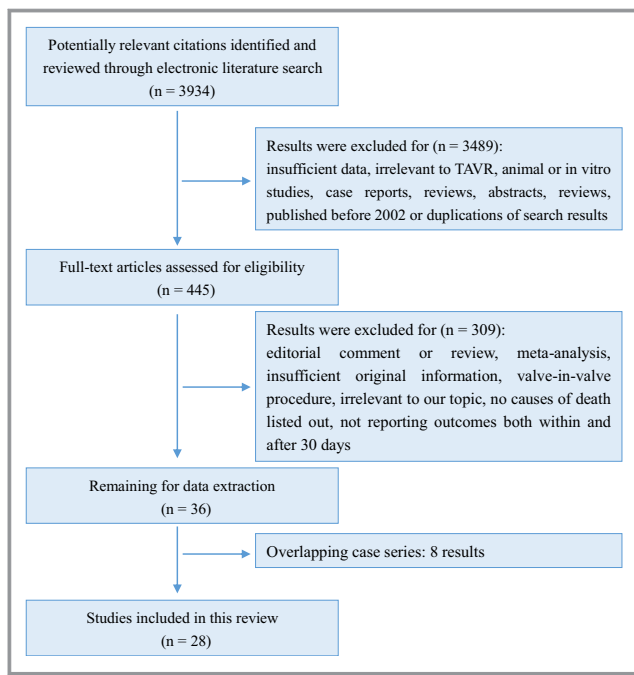 Potentially relevant citations identified and
reviewed through electronic literature search
(n = 3934)
Results were excluded for (n = 3489):
insufficient data, irrelevant to TAVR, animal or in vitro
studies, case reports, reviews, abstracts, reviews,
published before 2002 or duplications of search results
Full-text articles assessed for eligibility
(n = 445)
Results were excluded for (n = 309):
editorial comment or review, meta-analysis,
insufficient original information, valve-in-valve
procedure, irrelevant to our topic, no causes of death
listed out, not reporting outcomes both within and
after 30 days
Remaining for data extraction
(n = 36)
Overlapping case series: 8 results
Studies included in this review
(n = 28)